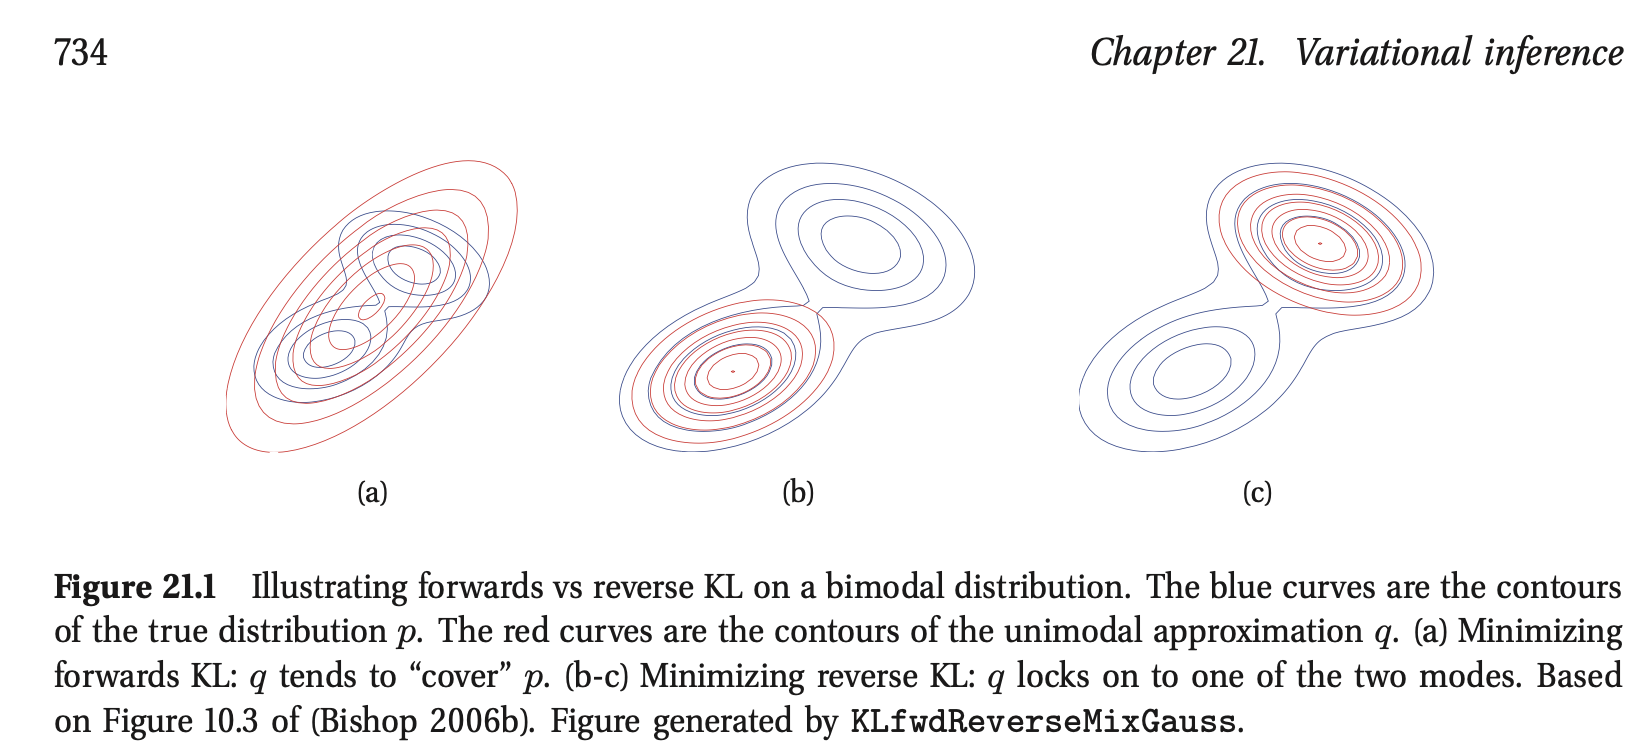 734
Chapter 21. Variational inference
(a)
(b)
(c)
Figure 21.1 Illustrating forwards vs reverse KL on a bimodal distribution. The blue curves are the contours
of the true distribution p. The red curves are the contours of the unimodal approximation q. (a) Minimizing
forwards KL: q tends to “cover” p. (b-c) Minimizing reverse KL: q locks on to one of the two modes. Based
on Figure 10.3 of (Bishop 2006b). Figure generated by KLfwdReverseMixGauss.